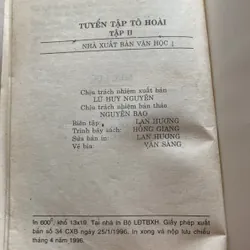 TUYỂN TẬP TÔ HOÀI
TẬP II
NHÀ XUẤT BẢN VĂN HỌC
Chịu trách nhiệm xuất bản
LỮ HUY NGUYÊN
Chịu trách nhiệm bản thảo
NGUYÊN BAO
Biên tập: LAN HƯƠNG
Trình bày sách: HỒNG GIANG
Sửa bản in: LAN HƯƠNG
Vẽ bìa: VĂN SÁNG
In 600c, khổ 13x19. Tại nhà in Bộ LĐTBXH. Giấy phép xuất
bản số 34 CXB ngày 25/1/1996. In xong và nộp lưu chiểu
tháng 4 năm 1996.